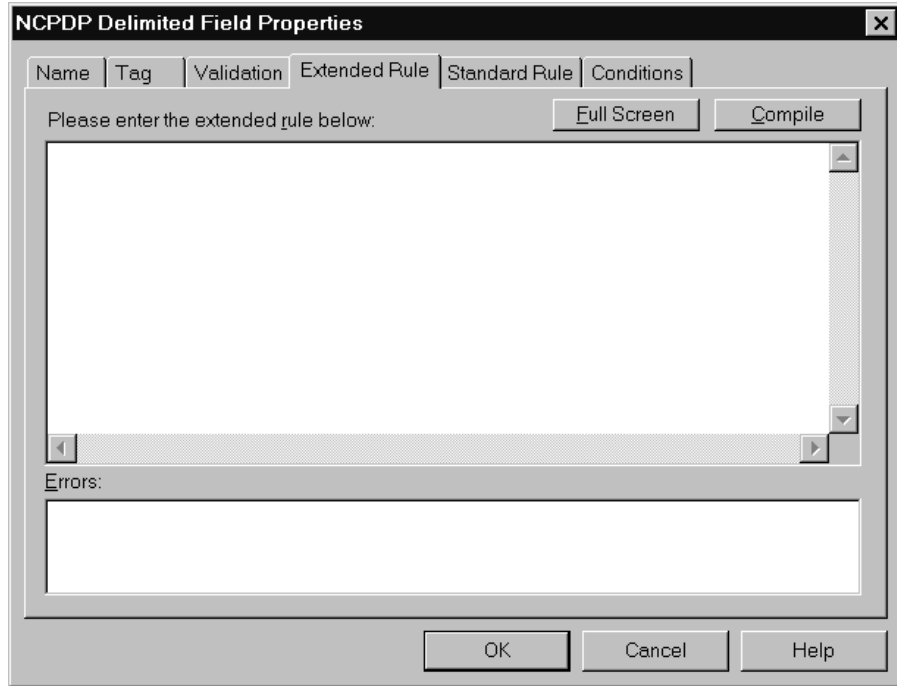 NCPDP Delimited Field Properties
Name Tag Validation Extended Rule Standard Rule Conditions
Please enter the extended rule below: Full Screen Compile
Errors:
OK Cancel Help